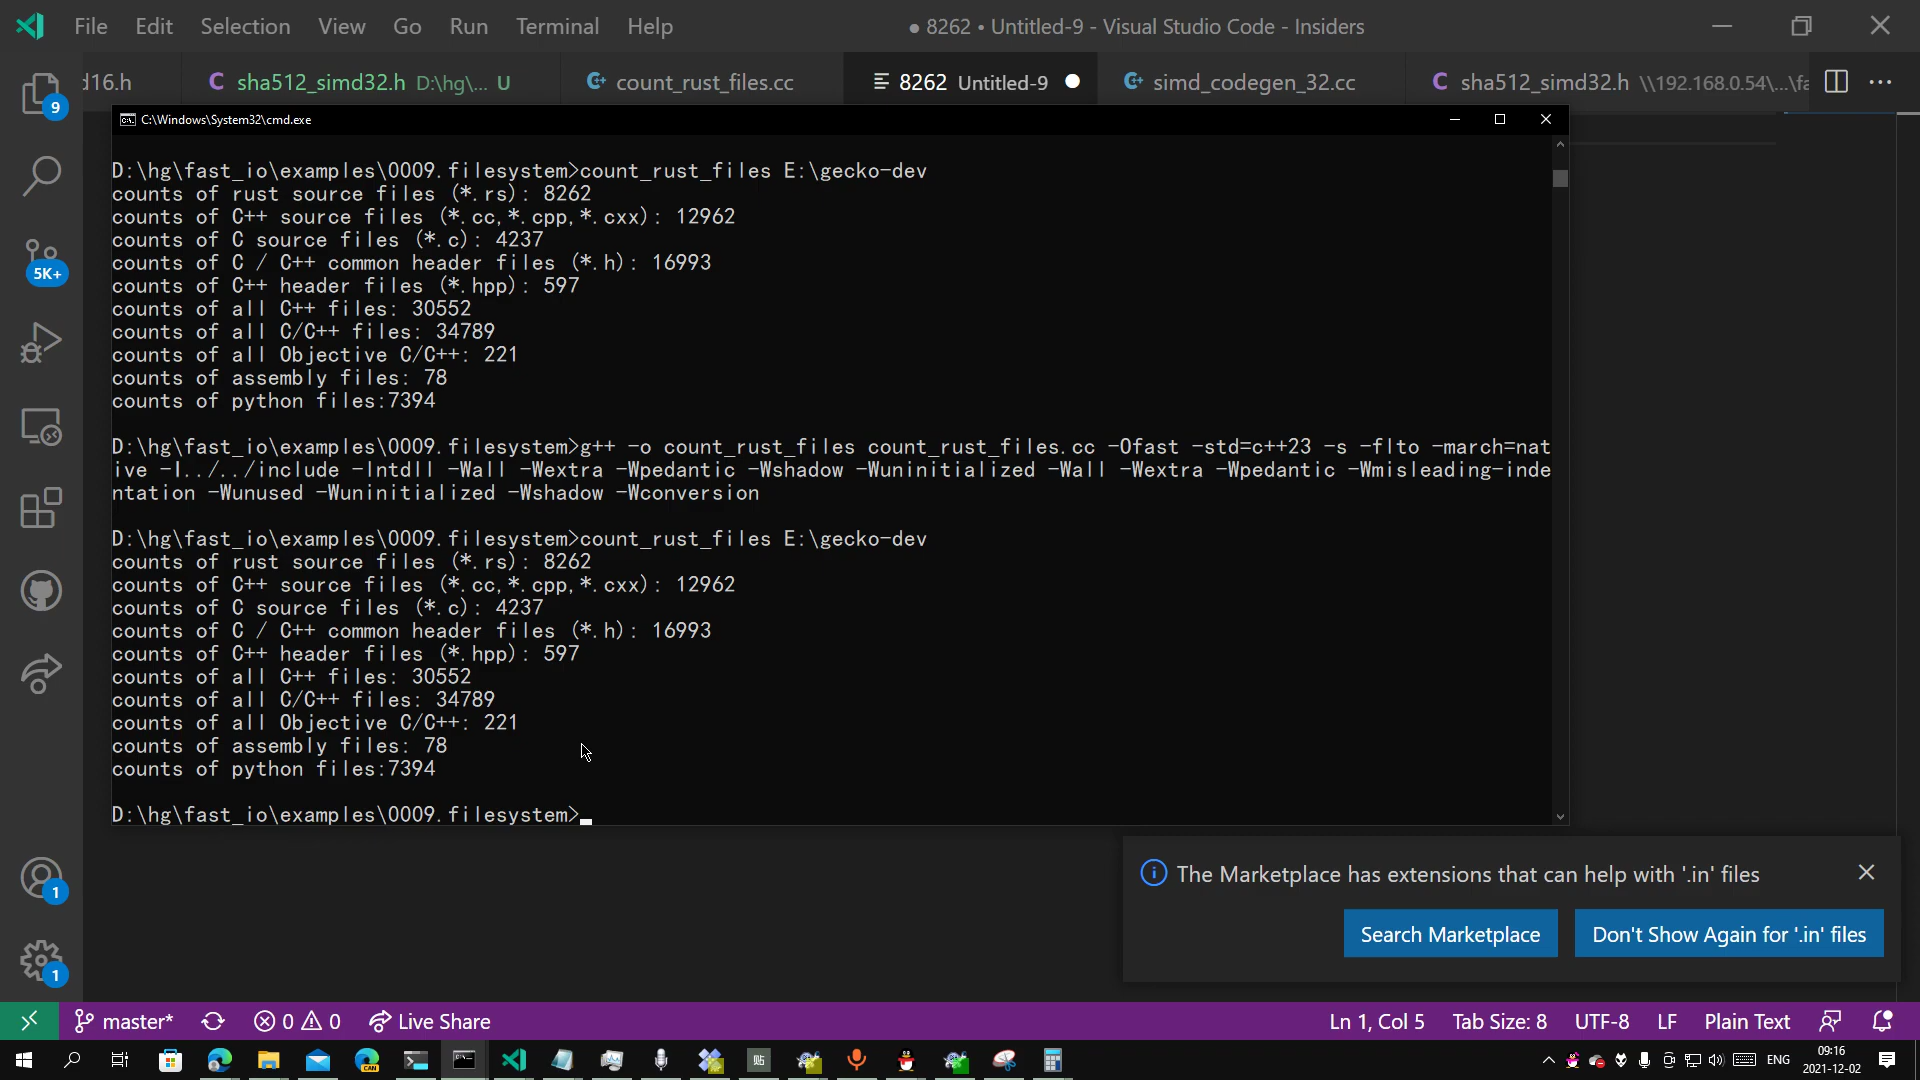 File Edit Selection View Go Run Terminal Help
● 8262 • Untitled-9 - Visual Studio Code - Insiders
d16.h
sha512_simd32.h D:\hg\... U
count_rust_files.cc
8262 Untitled-9
simd_codegen_32.cc
sha512_simd32.h \\192.168.0.54\...\fa
C:\Windows\System32\cmd.exe
D:\hg\fast_io\examples\0009.filesystem>count_rust_files E:\gecko-dev
counts of rust source files (*.rs): 8262
counts of C++ source files (*.cc,*.cpp,*.cxx): 12962
counts of C source files (*.c): 4237
counts of C / C++ common header files (*.h): 16993
counts of C++ header files (*.hpp): 597
counts of all C++ files: 30552
counts of all C/C++ files: 34789
counts of all Objective C/C++: 221
counts of assembly files: 78
counts of python files:7394
D:\hg\fast_io\examples\0009.filesystem>g++ -o count_rust_files count_rust_files.cc -Ofast -std=c++23 -s -flto -march=nat
ive -I../../include -lntdll -Wall -Wextra -Wpedantic -Wshadow -Wuninitialized -Wall -Wextra -Wpedantic -Wmisleading-inde
ntation -Wunused -Wuninitialized -Wshadow -Wconversion
D:\hg\fast_io\examples\0009.filesystem>count_rust_files E:\gecko-dev
counts of rust source files (*.rs): 8262
counts of C++ source files (*.cc,*.cpp,*.cxx): 12962
counts of C source files (*.c): 4237
counts of C / C++ common header files (*.h): 16993
counts of C++ header files (*.hpp): 597
counts of all C++ files: 30552
counts of all C/C++ files: 34789
counts of all Objective C/C++: 221
counts of assembly files: 78
counts of python files:7394
D:\hg\fast_io\examples\0009.filesystem>
9
5K+
1
1
The Marketplace has extensions that can help with '.in' files
Search Marketplace
Don't Show Again for '.in' files
master*
0
0
Live Share
Ln 1, Col 5
Tab Size: 8
UTF-8
LF
Plain Text
CAN
ENG
09:16
2021-12-02